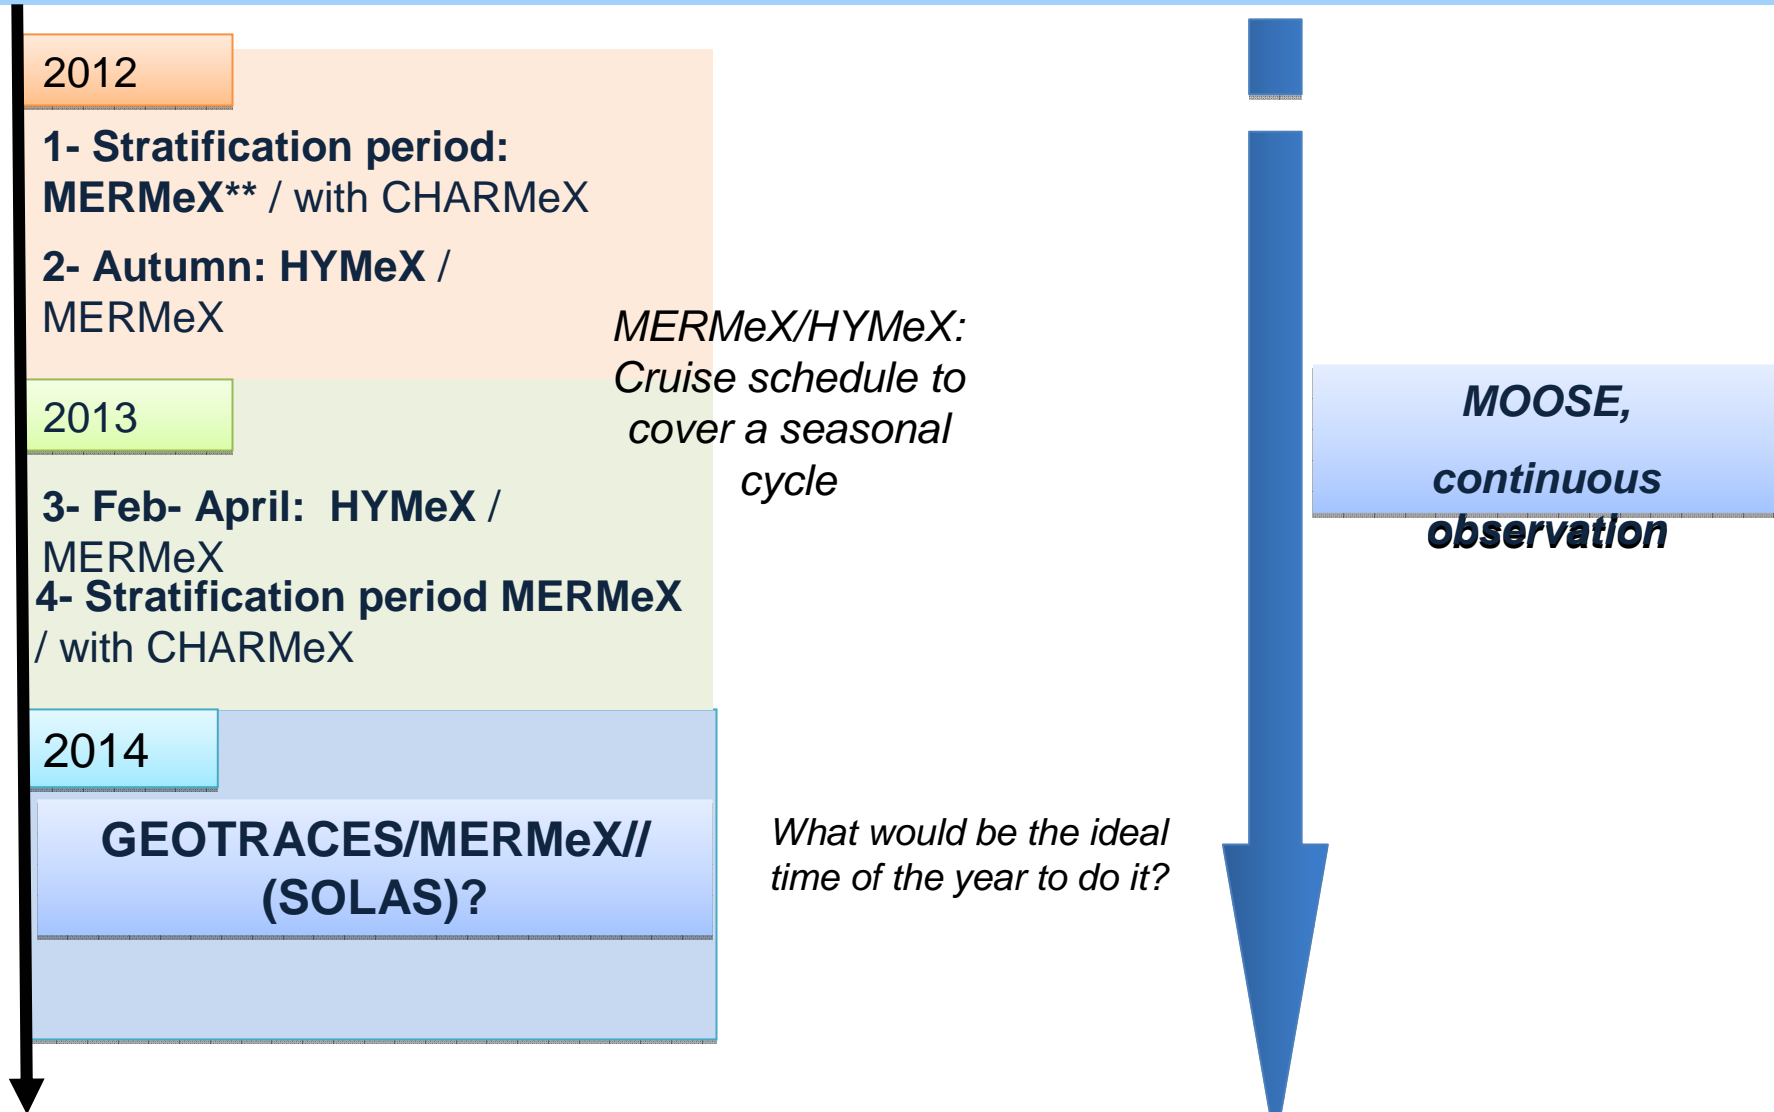 2012
1- Stratification period:
MERMeX** / with CHARMeX
2- Autumn: HYMeX /
MERMeX
MERMeX/HYMeX:
Cruise schedule to
cover a seasonal
cycle
2013
3- Feb- April:  HYMeX /
MERMeX
4- Stratification period MERMeX
/ with CHARMeX
MOOSE,
continuous
observation
2014
GEOTRACES/MERMeX//
(SOLAS)?
What would be the ideal
time of the year to do it?